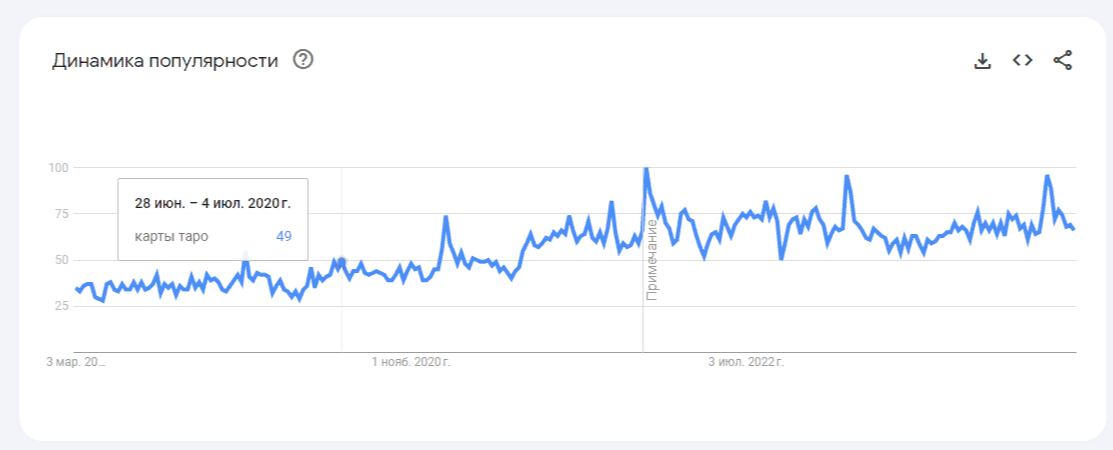 Динамика популярности
100
75
50
25
28 июн. – 4 июл. 2020 г.
карты таро 49
Примечание
3 мар. 20...
1 нояб. 2020 г.
3 июл. 2022 г.